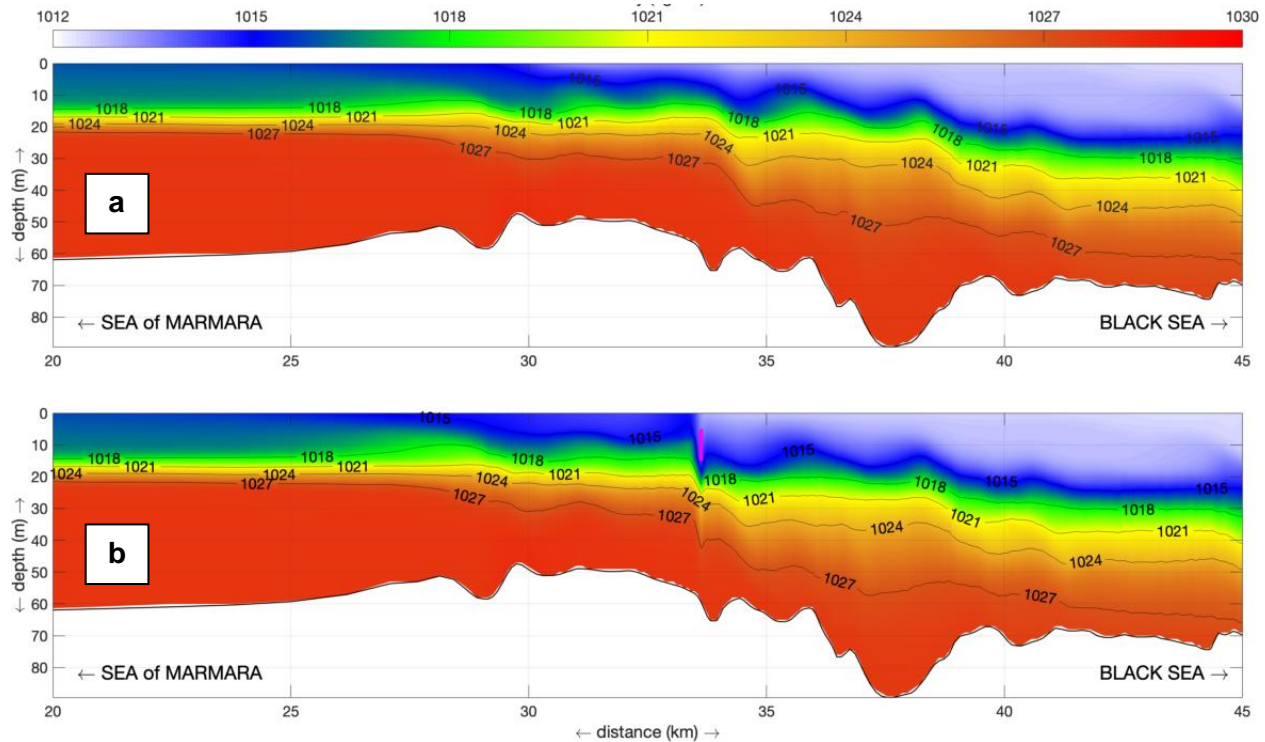 1012 1015 1018 1021 1024 1027 1030
0
1015 1015
10
1018 1018 1018 1018 1015 1015
1021 1021 1021 1021 1018 1018
20
1024 1024 1024 1024 1024 1021 1021
1027 1027 1027 1027 1024
1027
30
40
50
60
70
80
← depth (m) →
a
← SEA of MARMARA
BLACK SEA →
20 25 30 35 40 45
0
1015 1015 1015
10
1018 1018 1018 1018 1018 1015 1015
1021 1021 1021 1021 1021 1018 1021
20
1024 1024 1024 1024 1024 1024
1027 1027 1027 1027 1027
30
40
50
60
70
80
← depth (m) →
b
← SEA of MARMARA
BLACK SEA →
20 25 30 35 40 45
← distance (km) →